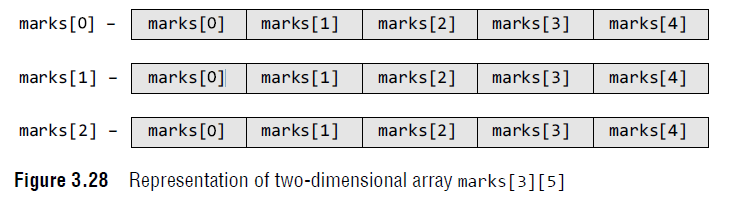 marks[0] – marks[0] marks[1] marks[2] marks[3] marks[4]
marks[1] – marks[0] marks[1] marks[2] marks[3] marks[4]
marks[2] – marks[0] marks[1] marks[2] marks[3] marks[4]
Figure 3.28 Representation of two-dimensional array marks[3][5]